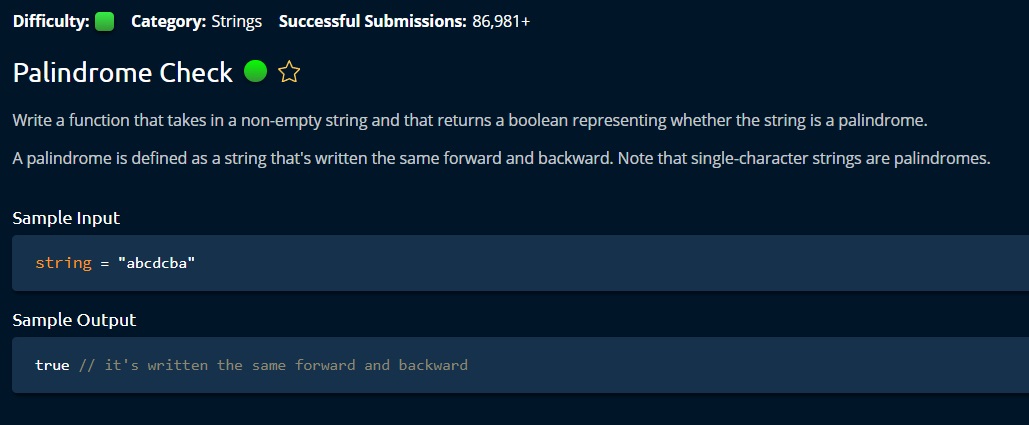 Difficulty: Category: Strings Successful Submissions: 86,981+
Palindrome Check
Write a function that takes in a non-empty string and that returns a boolean representing whether the string is a palindrome.
A palindrome is defined as a string that's written the same forward and backward. Note that single-character strings are palindromes.
Sample Input
string = "abcdcba"
Sample Output
true // it's written the same forward and backward